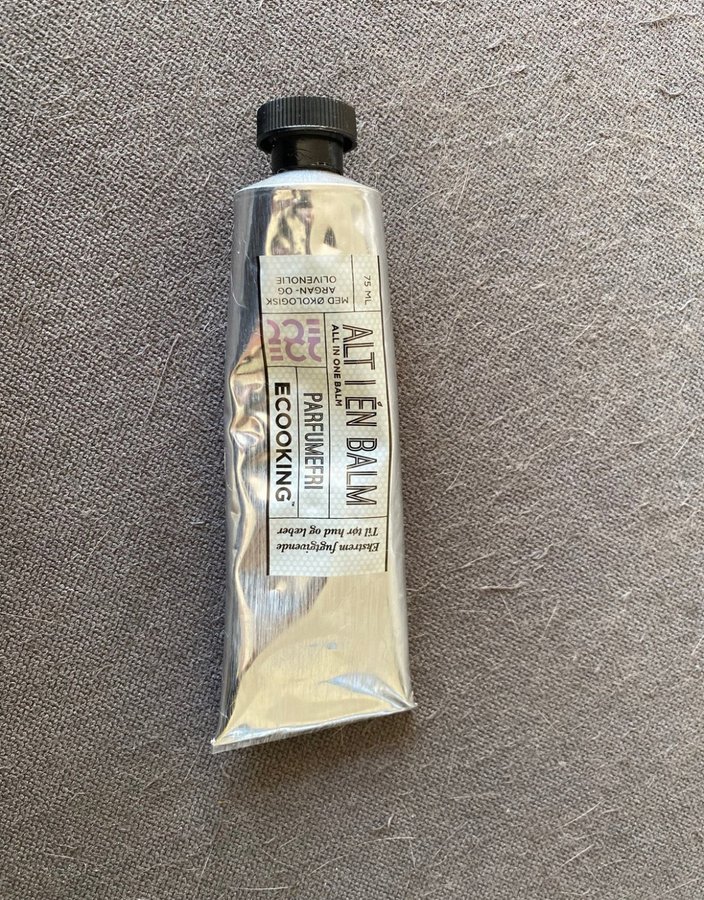 75 ML
MED ØKOLOGISK
ARGAN- OG
OLIVENOLIE
ALT I ÉN BALM
ALL IN ONE BALM
PARFUMEFRI
ECOOKING™
Ekstrem fugtgivende
Til tør hud og læber